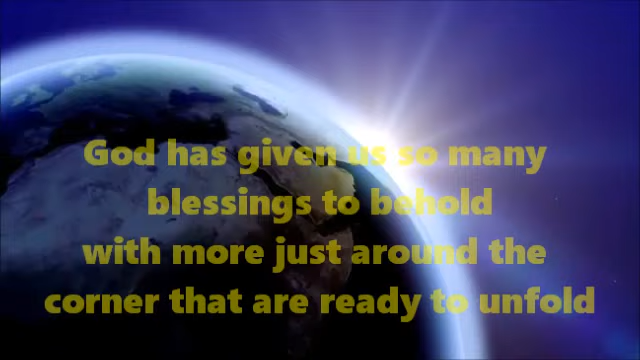 God has given us so many
blessings to behold
with more just around the
corner that are ready to unfold